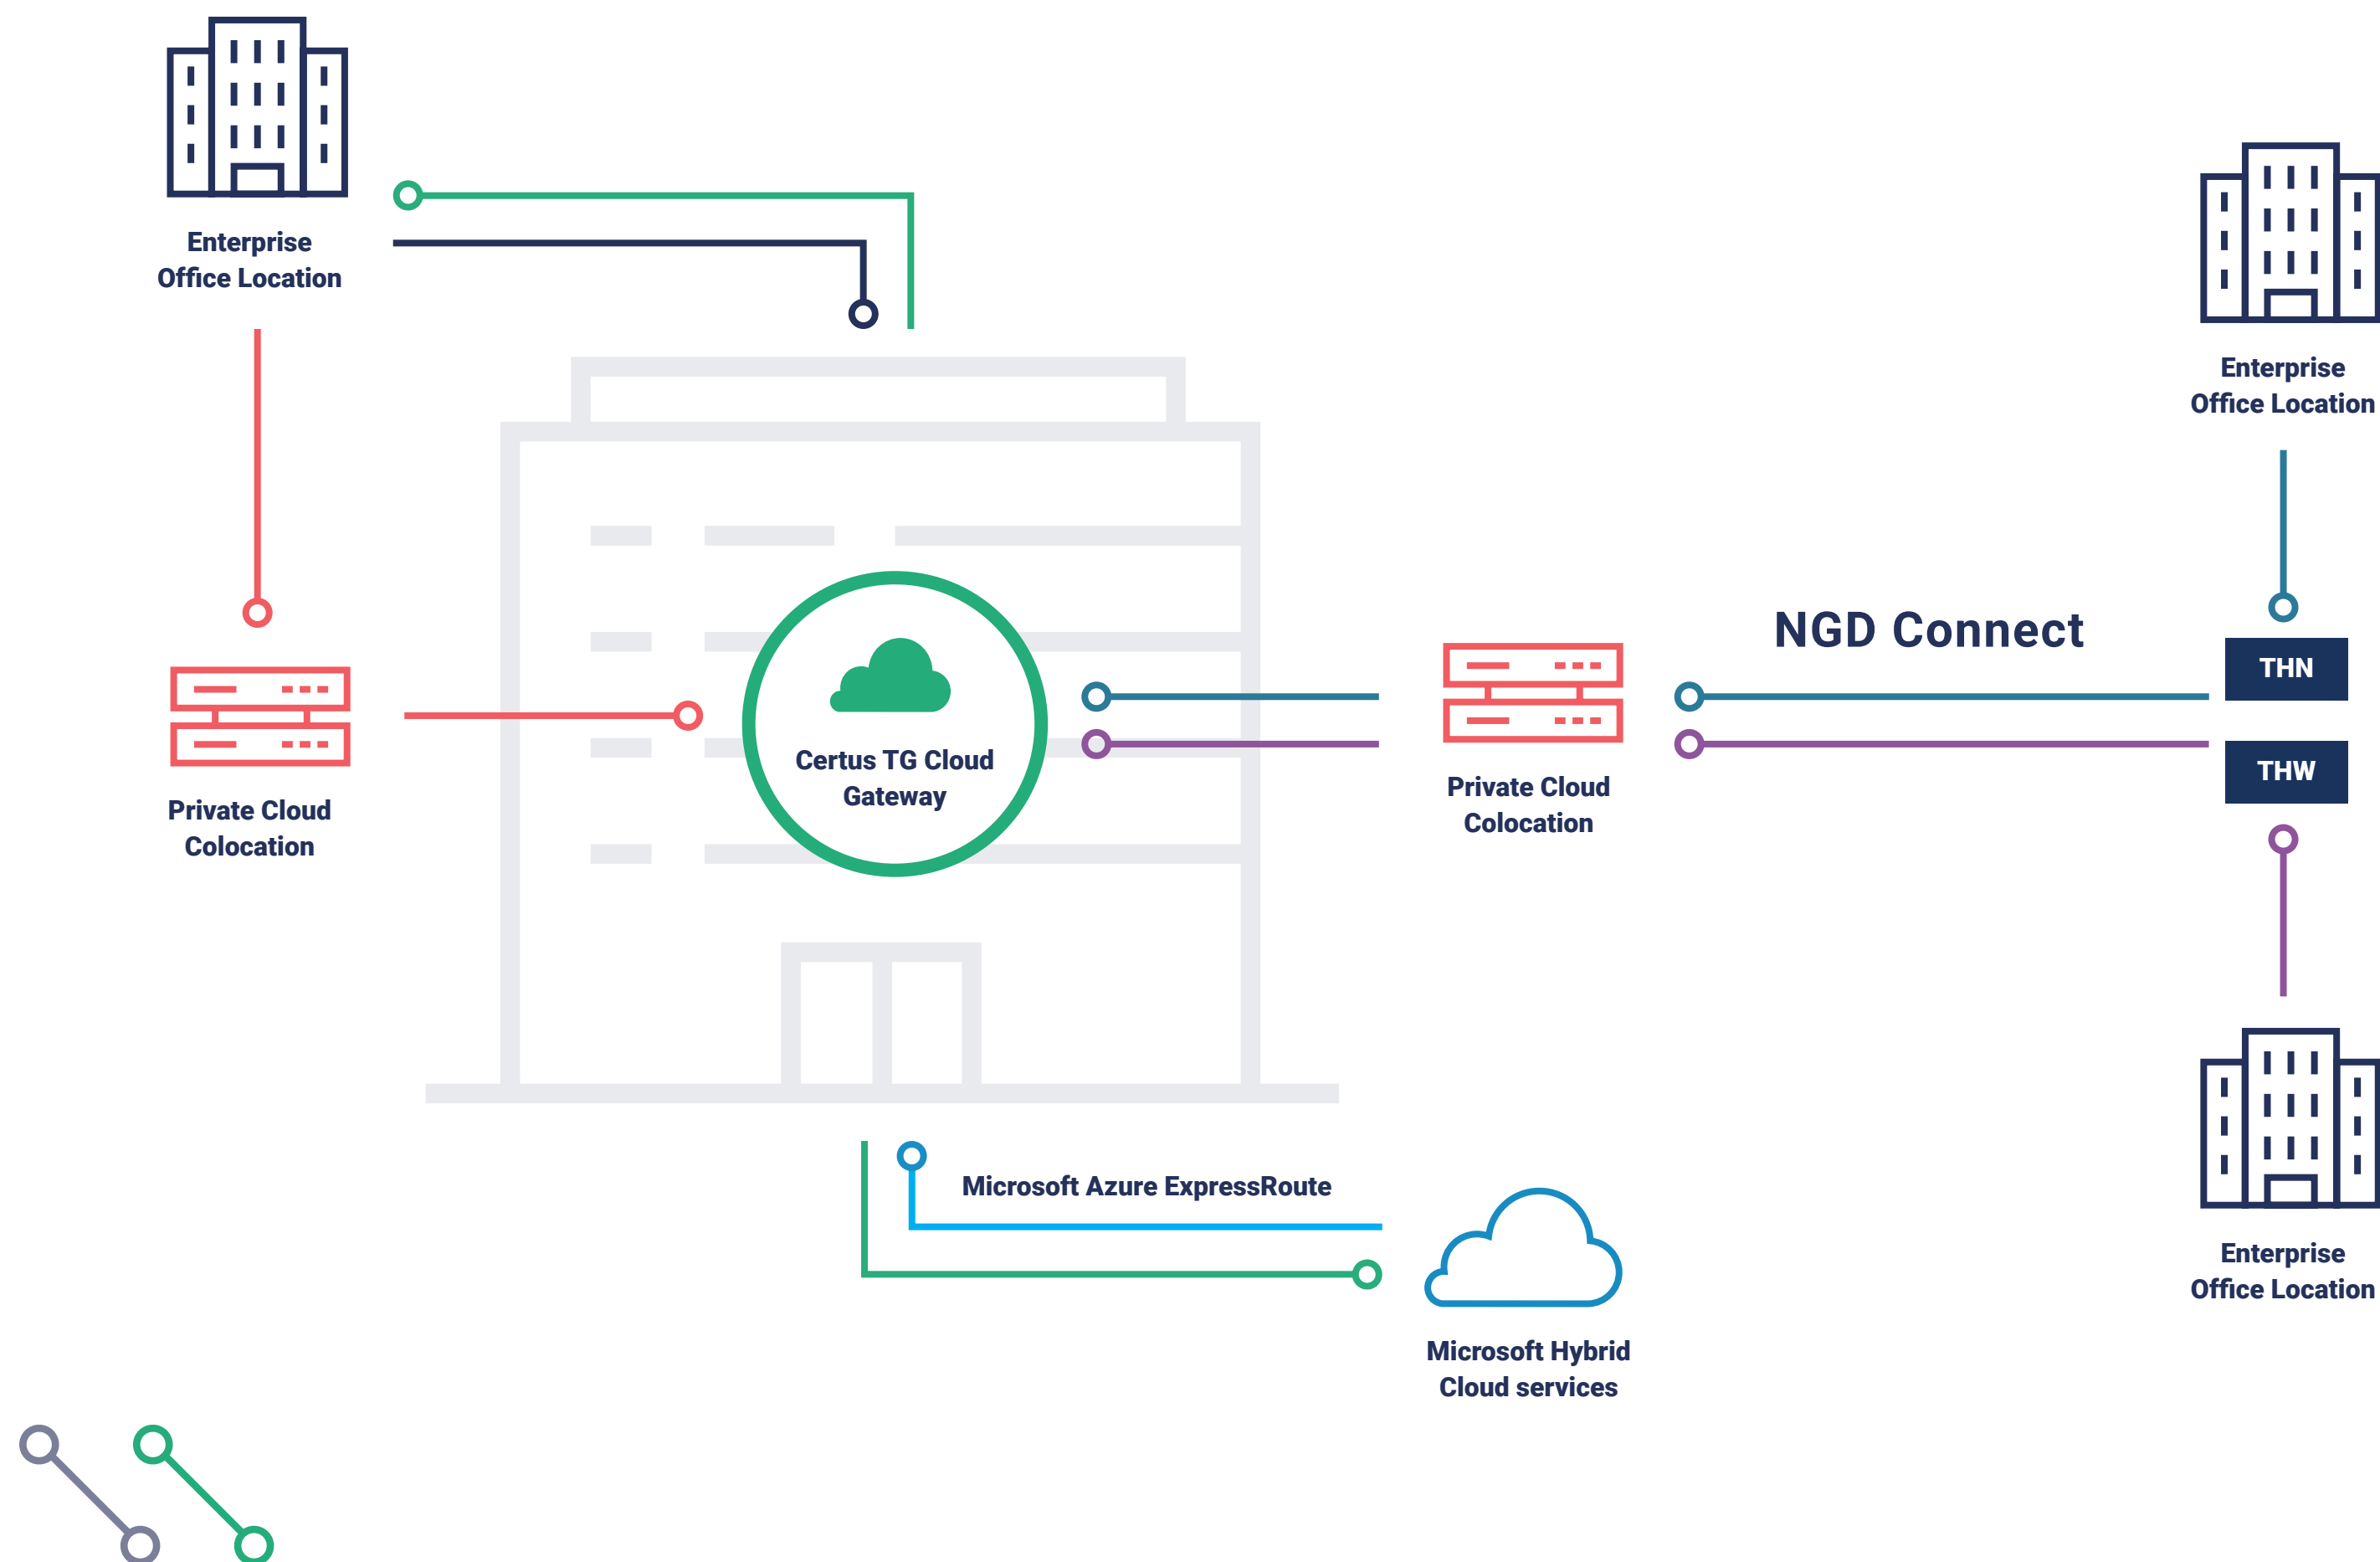 Enterprise
Office Location
Enterprise
Office Location
NGD Connect
THN
THW
Certus TG Cloud
Gateway
Private Cloud
Colocation
Private Cloud
Colocation
Microsoft Azure ExpressRoute
Enterprise
Office Location
Microsoft Hybrid
Cloud services